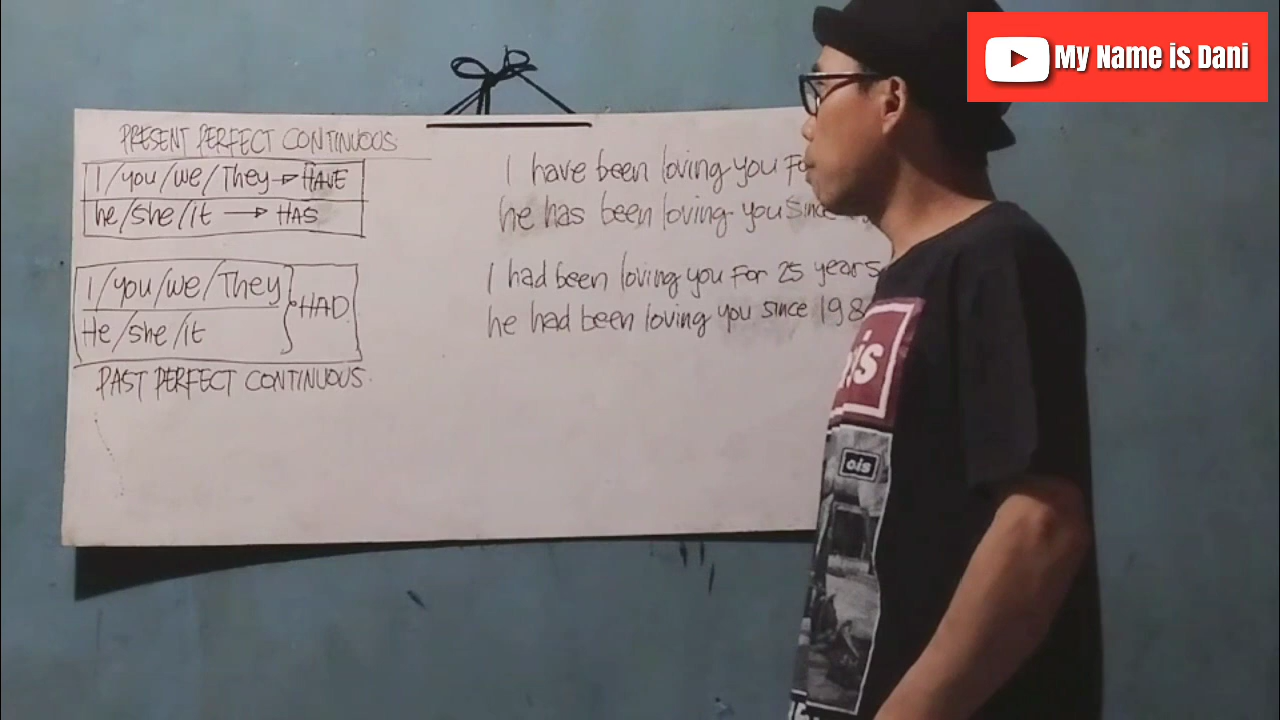 My Name is Dani
PRESENT PERFECT CONTINUOUS
I/you/we/They → HAVE
he/she/it → HAS
I/you/we/They
He/she/it
HAD
PAST PERFECT CONTINUOUS.
I have been loving you
he has been loving you since
I had been loving you For 25 years
he had been loving you since
ois